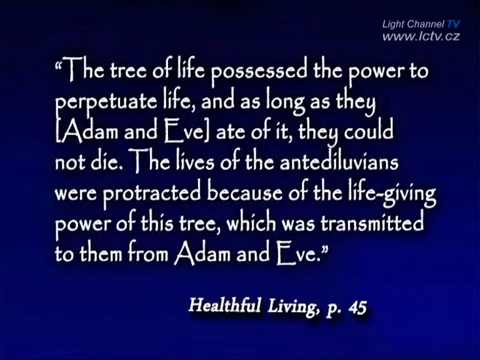 Light Channel TV
www.lctv.cz
“The tree of life possessed the power to
perpetuate life, and as long as they
[Adam and Eve] ate of it, they could
not die. The lives of the antediluvians
were protracted because of the life-giving
power of this tree, which was transmitted
to them from Adam and Eve.”
Healthful Living, p. 45